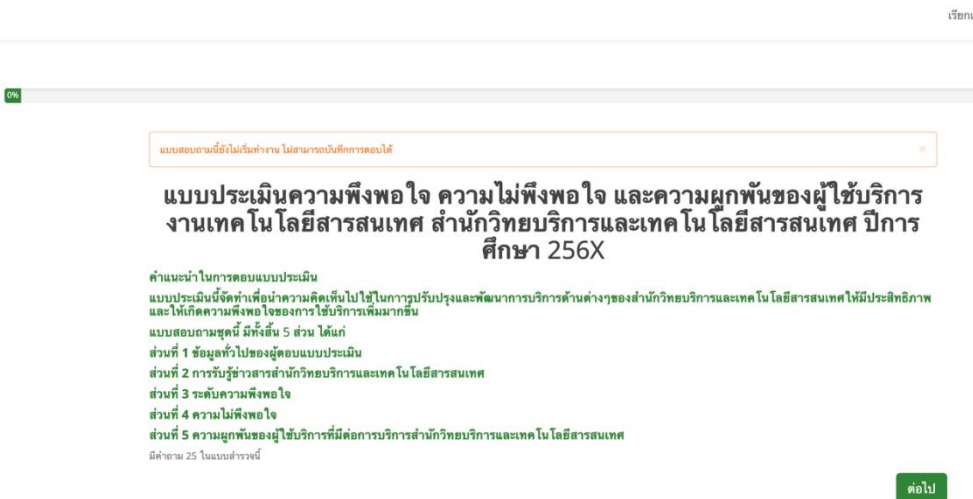 เรียก
0%
แบบสอบถามนี้ยังไม่เริ่มทำงาน ไม่สามารถบันทึกการตอบได้ ×
แบบประเมินความพึงพอใจ ความไม่พึงพอใจ และความผูกพันของผู้ใช้บริการ
งานเทคโนโลยีสารสนเทศ สำนักวิทยบริการและเทคโนโลยีสารสนเทศ ปีการ
ศึกษา 256X
คำแนะนำในการตอบแบบประเมิน
แบบประเมินนี้จัดทำเพื่อนำความคิดเห็นไปใช้ในการปรับปรุงและพัฒนาการบริการด้านต่างๆของสำนักวิทยบริการและเทคโนโลยีสารสนเทศให้มีประสิทธิภาพ
และให้เกิดความพึงพอใจของการใช้บริการเพิ่มมากขึ้น
แบบสอบถามชุดนี้ มีทั้งสิ้น 5 ส่วน ได้แก่
ส่วนที่ 1 ข้อมูลทั่วไปของผู้ตอบแบบประเมิน
ส่วนที่ 2 การรับรู้ข่าวสารสำนักวิทยบริการและเทคโนโลยีสารสนเทศ
ส่วนที่ 3 ระดับความพึงพอใจ
ส่วนที่ 4 ความไม่พึงพอใจ
ส่วนที่ 5 ความผูกพันของผู้ใช้บริการที่มีต่อการบริการสำนักวิทยบริการและเทคโนโลยีสารสนเทศ
มีคำถาม 25 ในแบบสำรวจนี้
ต่อไป